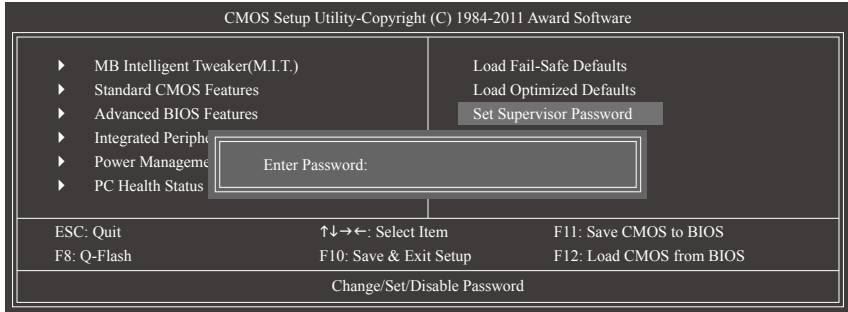 CMOS Setup Utility-Copyright (C) 1984-2011 Award Software
MB Intelligent Tweaker(M.I.T.)
Standard CMOS Features
Advanced BIOS Features
Integrated Periphe
Power Manageme
PC Health Status
Load Fail-Safe Defaults
Load Optimized Defaults
Set Supervisor Password
Enter Password:
ESC: Quit
↑↓→←: Select Item
F11: Save CMOS to BIOS
F8: Q-Flash
F10: Save & Exit Setup
F12: Load CMOS from BIOS
Change/Set/Disable Password